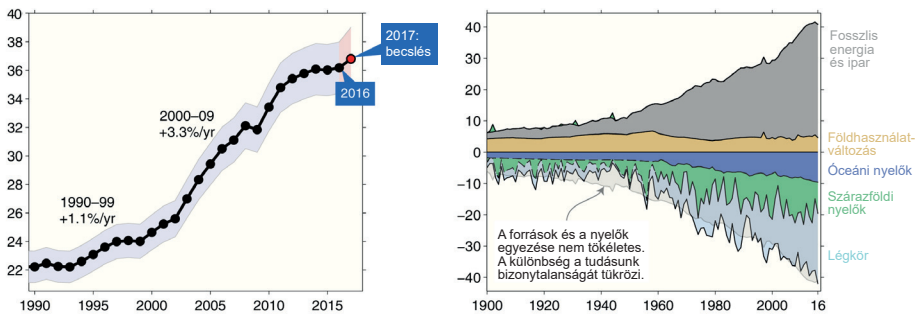 40
38
36
34
32
30
28
26
24
22
1990
1995
2000
2005
2010
2015
1990–99
+1.1%/yr
2000–09
+3.3%/yr
2017:
becslés
2016
40
30
20
10
0
−10
−20
−30
−40
1900
1920
1940
1960
1980
2000
16
A források és a nyelők
egyezése nem tökéletes.
A különbség a tudásunk
bizonytalanságát tükrözi.
Fosszlis
energia
és ipar
Földhasználat-
változás
Óceáni nyelők
Szárazföldi
nyelők
Légkör